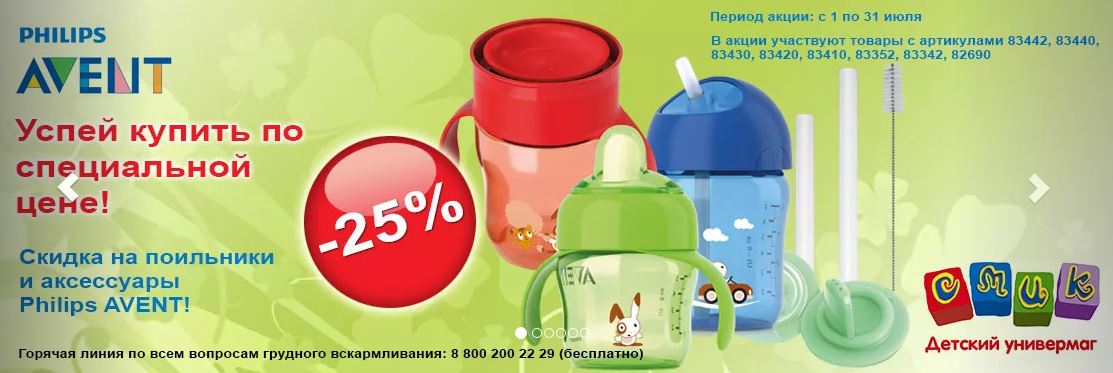 PHILIPS
AVENT
Успей купить по
специальной
цене!
-25%
Скидка на поильники
и аксессуары
Philips AVENT!
Период акции: с 1 по 31 июля
В акции участвуют товары с артикулами 83442, 83440,
83430, 83420, 83410, 83352, 83342, 82690
AVE
смик
Детский универмаг
Горячая линия по всем вопросам грудного вскармливания: 8 800 200 22 29 (бесплатно)